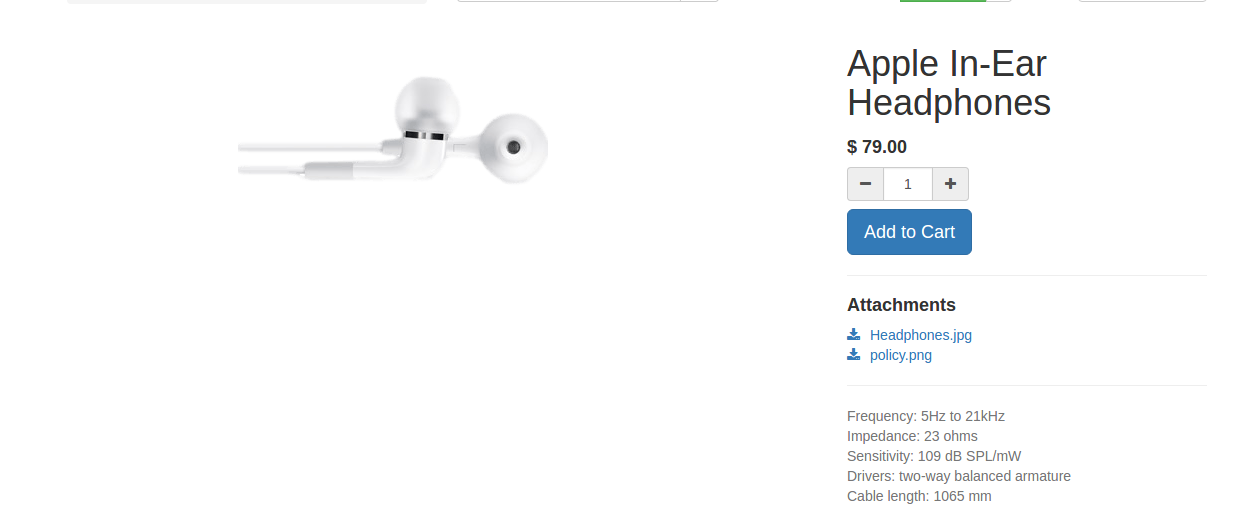 Apple In-Ear
Headphones
$ 79.00
1
Add to Cart
Attachments
Headphones.jpg
policy.png
Frequency: 5Hz to 21kHz
Impedance: 23 ohms
Sensitivity: 109 dB SPL/mW
Drivers: two-way balanced armature
Cable length: 1065 mm